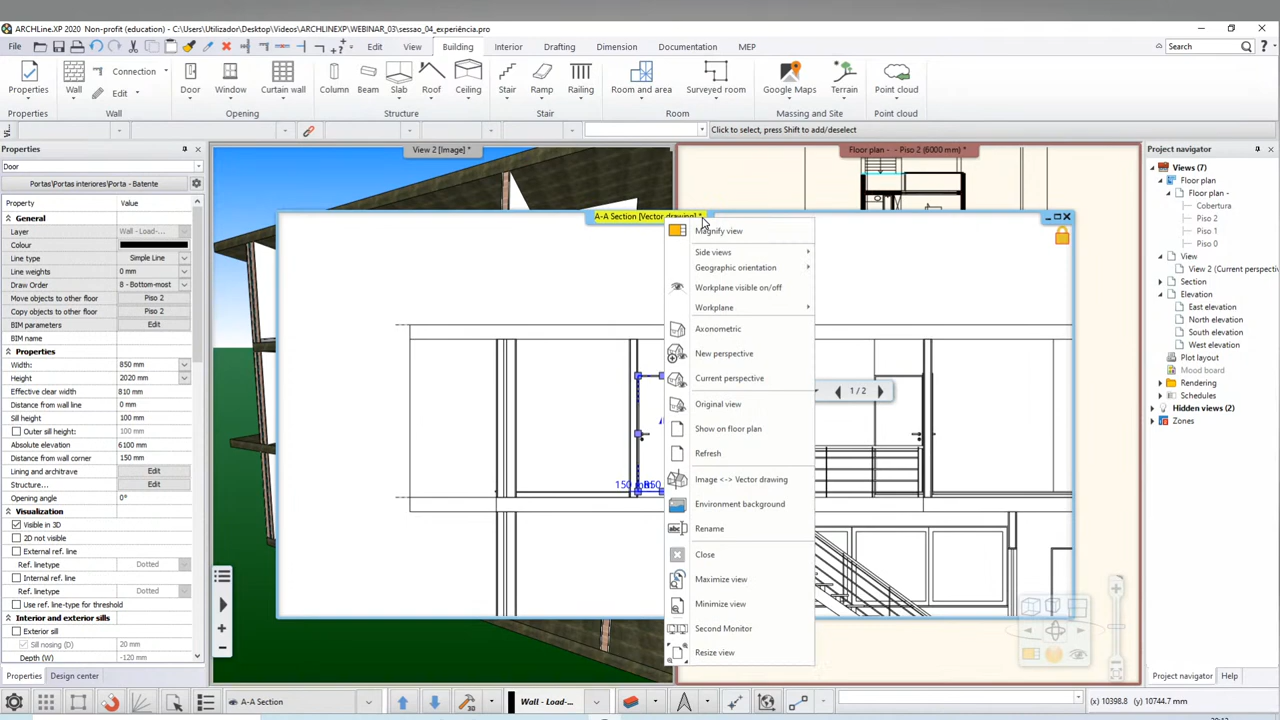 ARCHLine.XP 2020 Non-profit (education) - C:\Users\Utilizador\Desktop\Videos\ARCHLINEXP\WEBINAR_03\sessao_04_experiência.pro
File Edit View Building Interior Drafting Dimension Documentation MEP Search
Properties Wall Connection Edit Door Window Curtain wall Column Beam Slab Roof Ceiling Stair Ramp Railing Room and area Surveyed room Google Maps Terrain Point cloud
Properties Wall Opening Structure Stair Room Massing and Site Point cloud
Click to select, press Shift to add/deselect
Properties
Door
Portas\Portas interiores\Porta - Batente
Property Value
General
Layer Wall - Load-...
Colour
Line type Simple Line
Line weights 0 mm
Draw Order 8 - Bottom-most
Move objects to other floor Piso 2
Copy objects to other floor Piso 2
BIM parameters Edit
BIM name
Properties
Width: 850 mm
Height 2020 mm
Effective clear width 810 mm
Distance from wall line 0 mm
Sill height 100 mm
Outer sill height: 100 mm
Absolute elevation 6100 mm
Distance from wall corner 150 mm
Lining and architrave Edit
Structure... Edit
Opening angle 0°
Visualization
Visible in 3D
2D not visible
External ref. line
Ref. linetype Dotted
Internal ref. line
Ref. linetype Dotted
Use ref. line-type for threshold
Interior and exterior sills
Exterior sill
Sill nosing (D) 20 mm
Depth (W) -120 mm
Properties Design center
View 2 [Image] *
Floor plan - - Piso 2 (6000 mm) *
A-A Section [Vector drawing] *
Magnify view
Side views
Geographic orientation
Workplane visible on/off
Workplane
Axonometric
New perspective
Current perspective
Original view
Show on floor plan
Refresh
Image <-> Vector drawing
Environment background
Rename
Close
Maximize view
Minimize view
Second Monitor
Resize view
1 / 2
Project navigator
Views (7)
Floor plan
Floor plan -
Cobertura
Piso 2
Piso 1
Piso 0
View
View 2 (Current perspecti
Section
Elevation
East elevation
North elevation
South elevation
West elevation
Plot layout
Mood board
Rendering
Schedules
Hidden views (2)
Zones
Project navigator Help
A-A Section
Wall - Load-...
x) 10398.8 y) 10744.7 mm